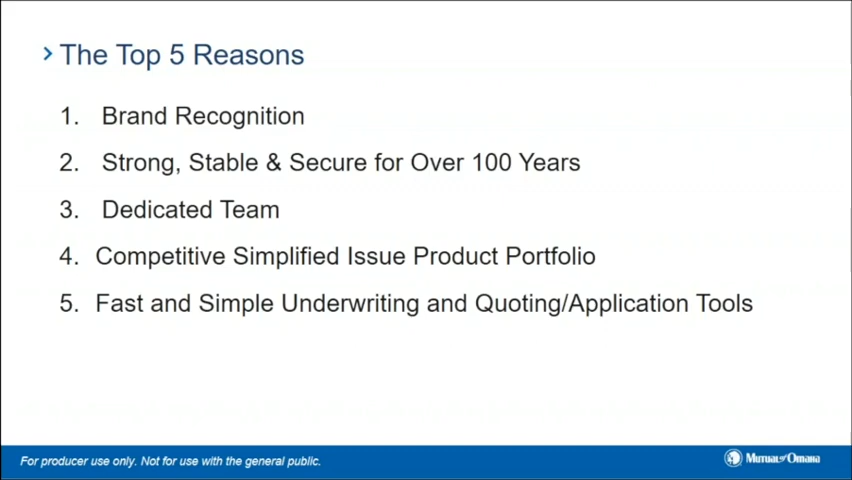 The Top 5 Reasons
1. Brand Recognition
2. Strong, Stable & Secure for Over 100 Years
3. Dedicated Team
4. Competitive Simplified Issue Product Portfolio
5. Fast and Simple Underwriting and Quoting/Application Tools
For producer use only. Not for use with the general public.
Mutual of Omaha